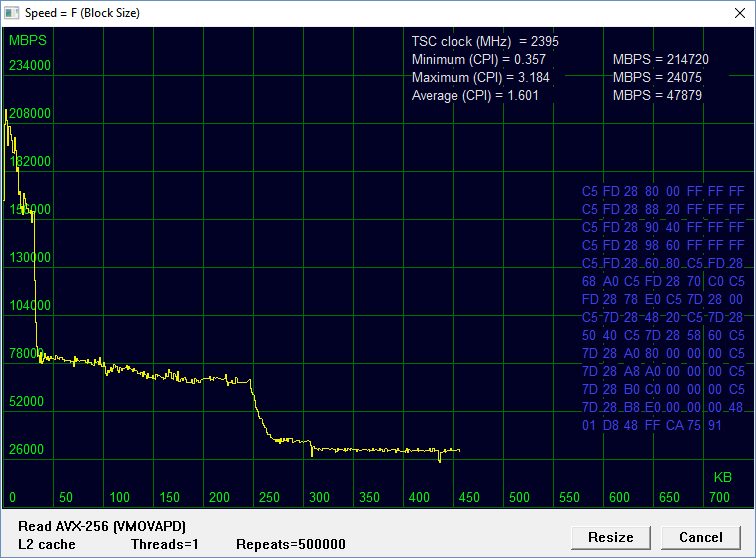 Speed = F (Block Size)
MBPS
TSC clock (MHz) = 2395
Minimum (CPI) = 0.357 MBPS = 214720
Maximum (CPI) = 3.184 MBPS = 24075
Average (CPI) = 1.601 MBPS = 47879
234000
208000
182000
156000
130000
104000
78000
52000
26000
C5 FD 28 80 00 FF FF FF
C5 FD 28 88 20 FF FF FF
C5 FD 28 90 40 FF FF FF
C5 FD 28 98 60 FF FF FF
C5 FD 28 60 80 C5 FD 28
68 A0 C5 FD 28 70 C0 C5
FD 28 78 E0 C5 7D 28 00
C5 7D 28 48 20 C5 7D 28
50 40 C5 7D 28 58 60 C5
7D 28 A0 80 00 00 00 C5
7D 28 A8 A0 00 00 00 C5
7D 28 B0 C0 00 00 00 C5
7D 28 B8 E0 00 00 00 48
01 D8 48 FF CA 75 91
KB
0 50 100 150 200 250 300 350 400 450 500 550 600 650 700
Read AVX-256 (VMOVAPD)
L2 cache Threads=1 Repeats=500000
Resize Cancel